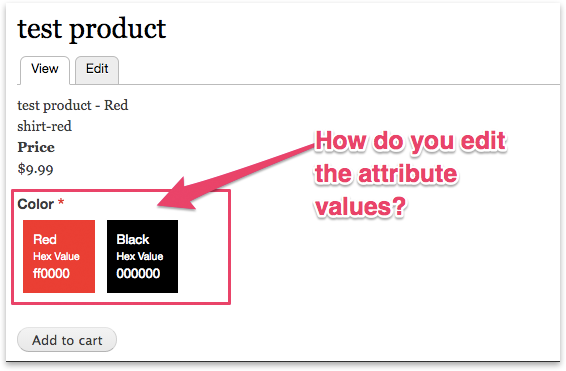 test product
View Edit
test product - Red
shirt-red
Price
$9.99
How do you edit
the attribute
values?
Color *
Red
Hex Value
ff0000
Black
Hex Value
000000
Add to cart